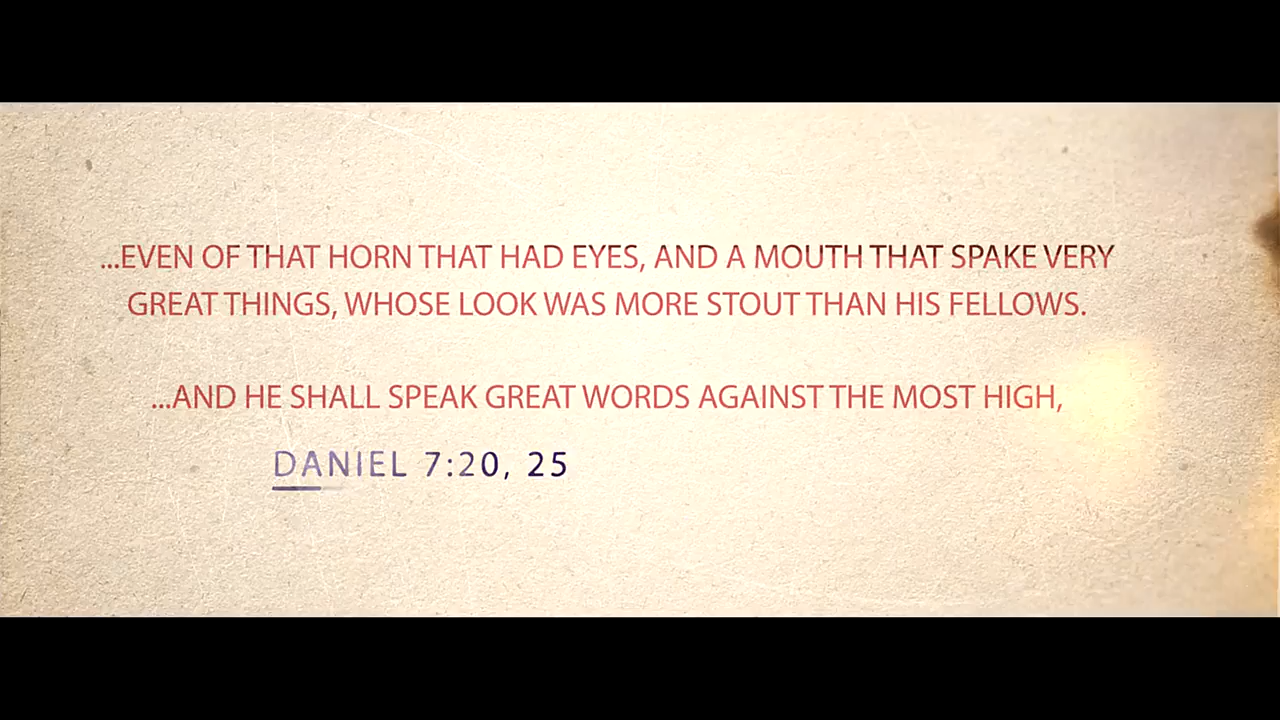 ...EVEN OF THAT HORN THAT HAD EYES, AND A MOUTH THAT SPAKE VERY
GREAT THINGS, WHOSE LOOK WAS MORE STOUT THAN HIS FELLOWS.
...AND HE SHALL SPEAK GREAT WORDS AGAINST THE MOST HIGH,
DANIEL 7:20, 25